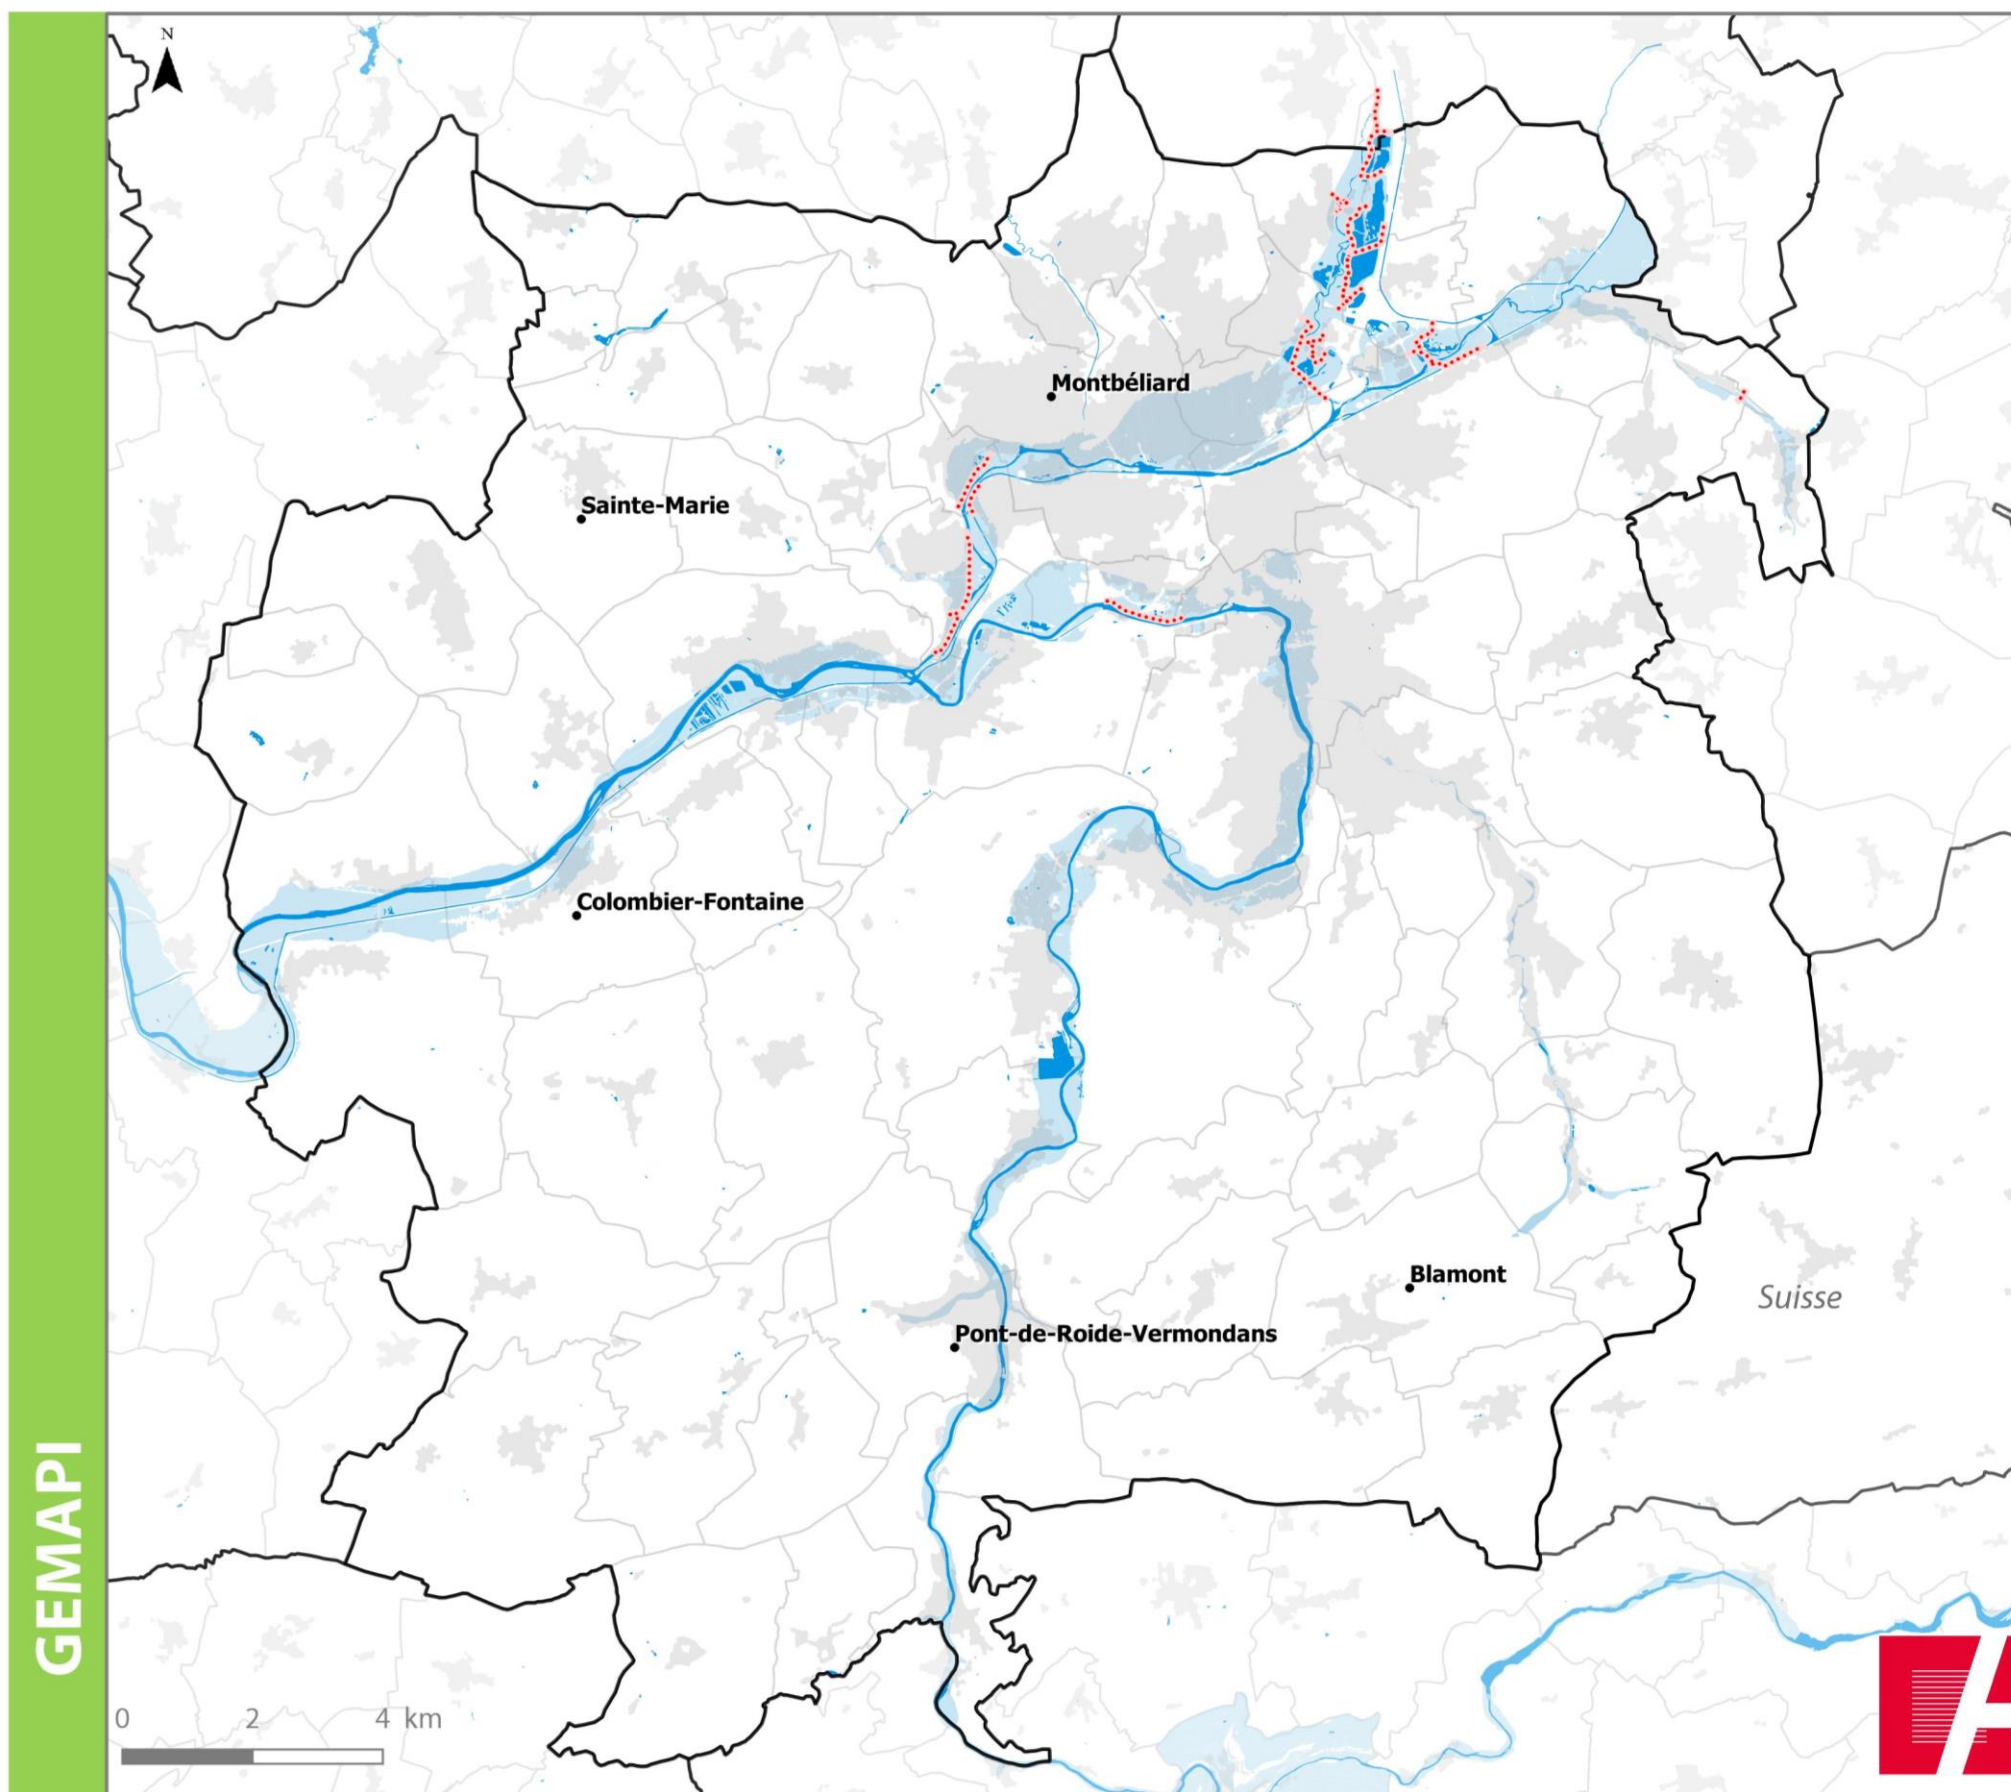 N
Montbéliard
Sainte-Marie
Colombier-Fontaine
Blamont
Suisse
Pont-de-Roide-Vermondans
GEMAPI
0 2 4 km
A